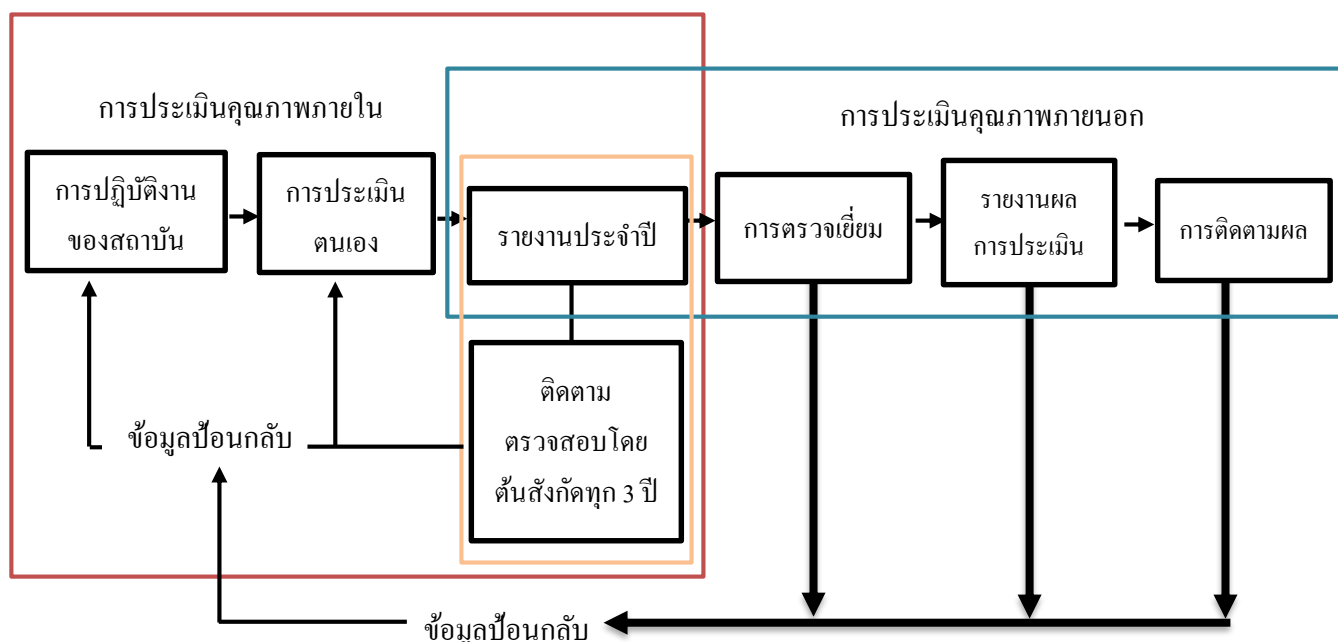 การประเมินคุณภาพภายใน
การประเมินคุณภาพภายนอก
การปฏิบัติงาน
ของสถาบัน
การประเมิน
ตนเอง
รายงานประจำปี
การตรวจเยี่ยม
รายงานผล
การประเมิน
การติดตามผล
ติดตาม
ตรวจสอบโดย
ต้นสังกัดทุก 3 ปี
ข้อมูลป้อนกลับ
ข้อมูลป้อนกลับ